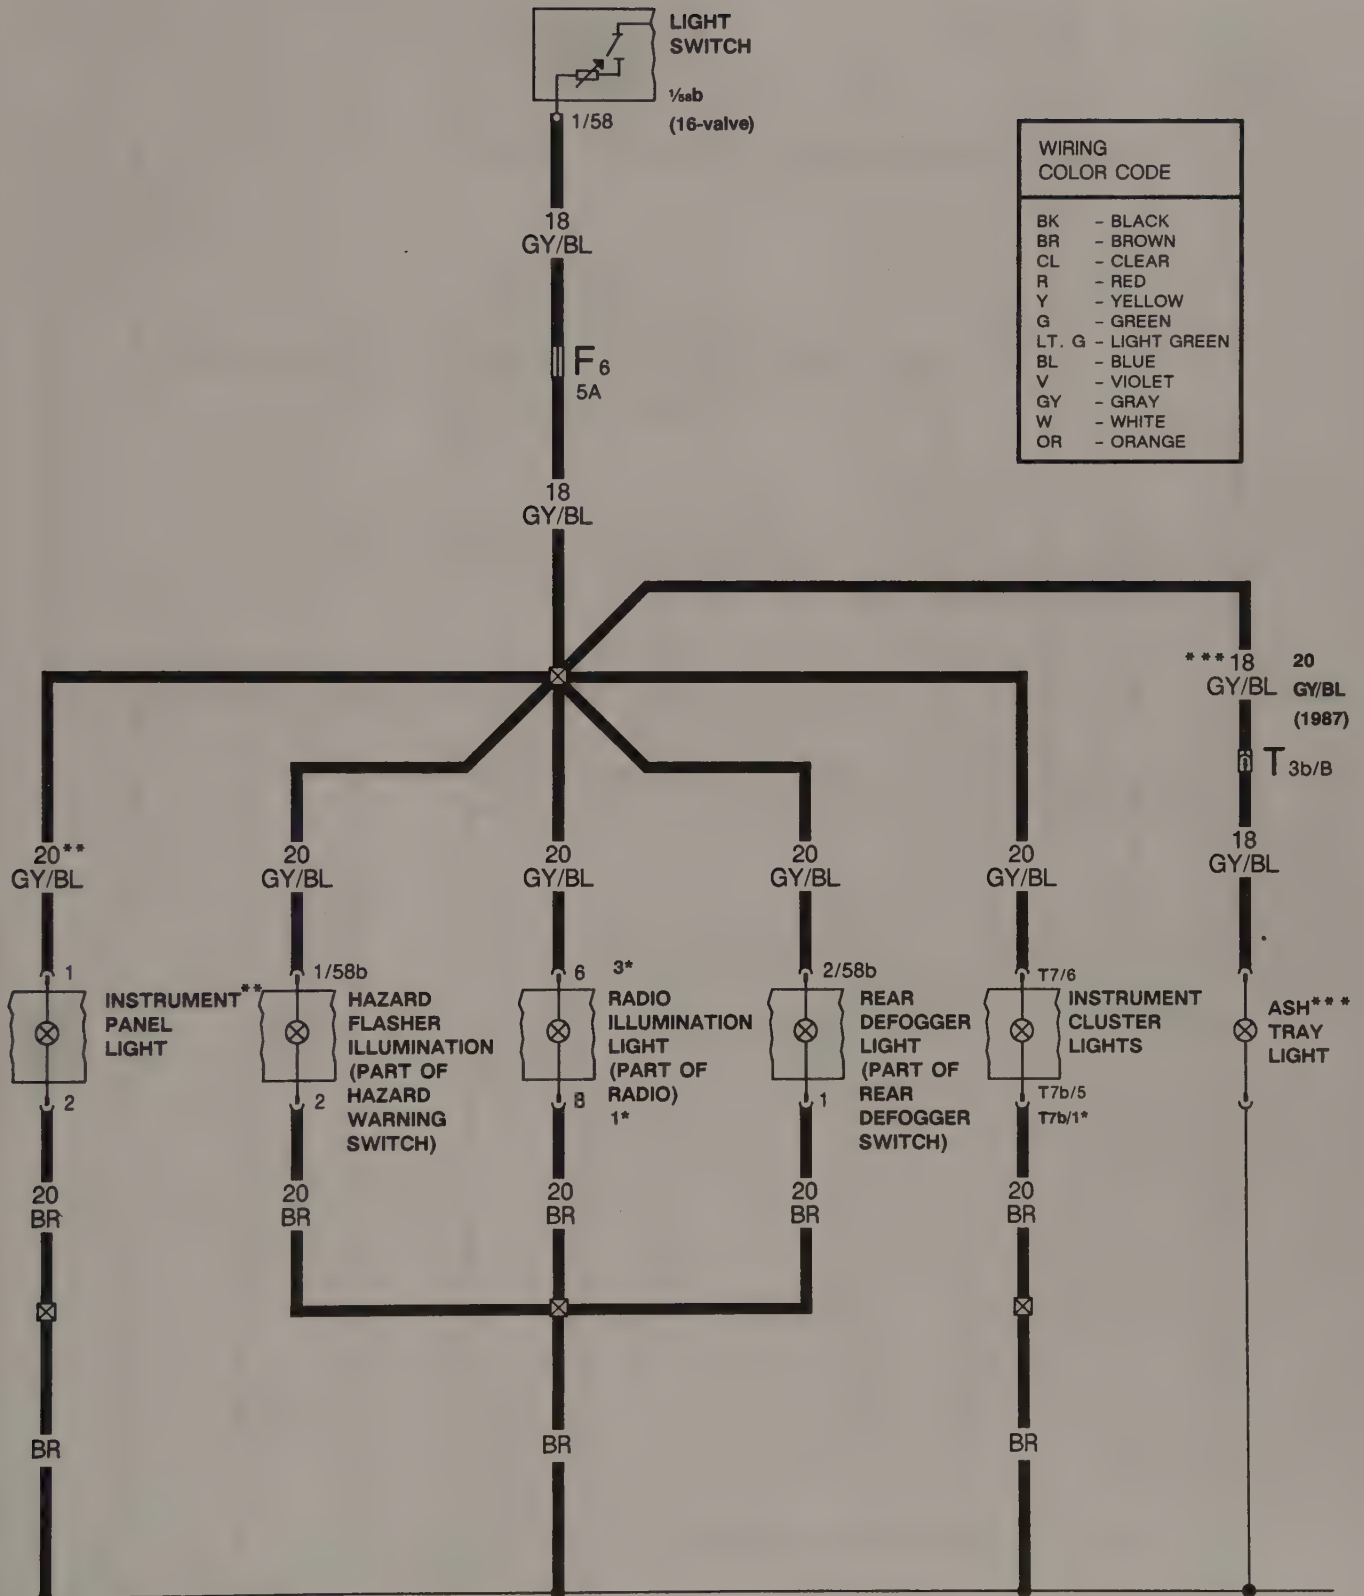 LIGHT
SWITCH
1/58b
(16-valve)
1/58
WIRING
COLOR CODE
BK - BLACK
BR - BROWN
CL - CLEAR
R - RED
Y - YELLOW
G - GREEN
LT. G - LIGHT GREEN
BL - BLUE
V - VIOLET
GY - GRAY
W - WHITE
OR - ORANGE
18
GY/BL
F6
5A
18
GY/BL
***18
GY/BL
20
GY/BL
(1987)
T3b/B
18
GY/BL
20**
GY/BL
20
GY/BL
20
GY/BL
20
GY/BL
20
GY/BL
1
INSTRUMENT**
PANEL
LIGHT
2
1/58b
HAZARD
FLASHER
ILLUMINATION
(PART OF
HAZARD
WARNING
SWITCH)
2
6
3*
RADIO
ILLUMINATION
LIGHT
(PART OF
RADIO)
8
1*
2/58b
REAR
DEFOGGER
LIGHT
(PART OF
REAR
DEFOGGER
SWITCH)
1
T7/6
INSTRUMENT
CLUSTER
LIGHTS
T7b/5
T7b/1*
ASH***
TRAY
LIGHT
20
BR
20
BR
20
BR
20
BR
20
BR
BR
BR
BR